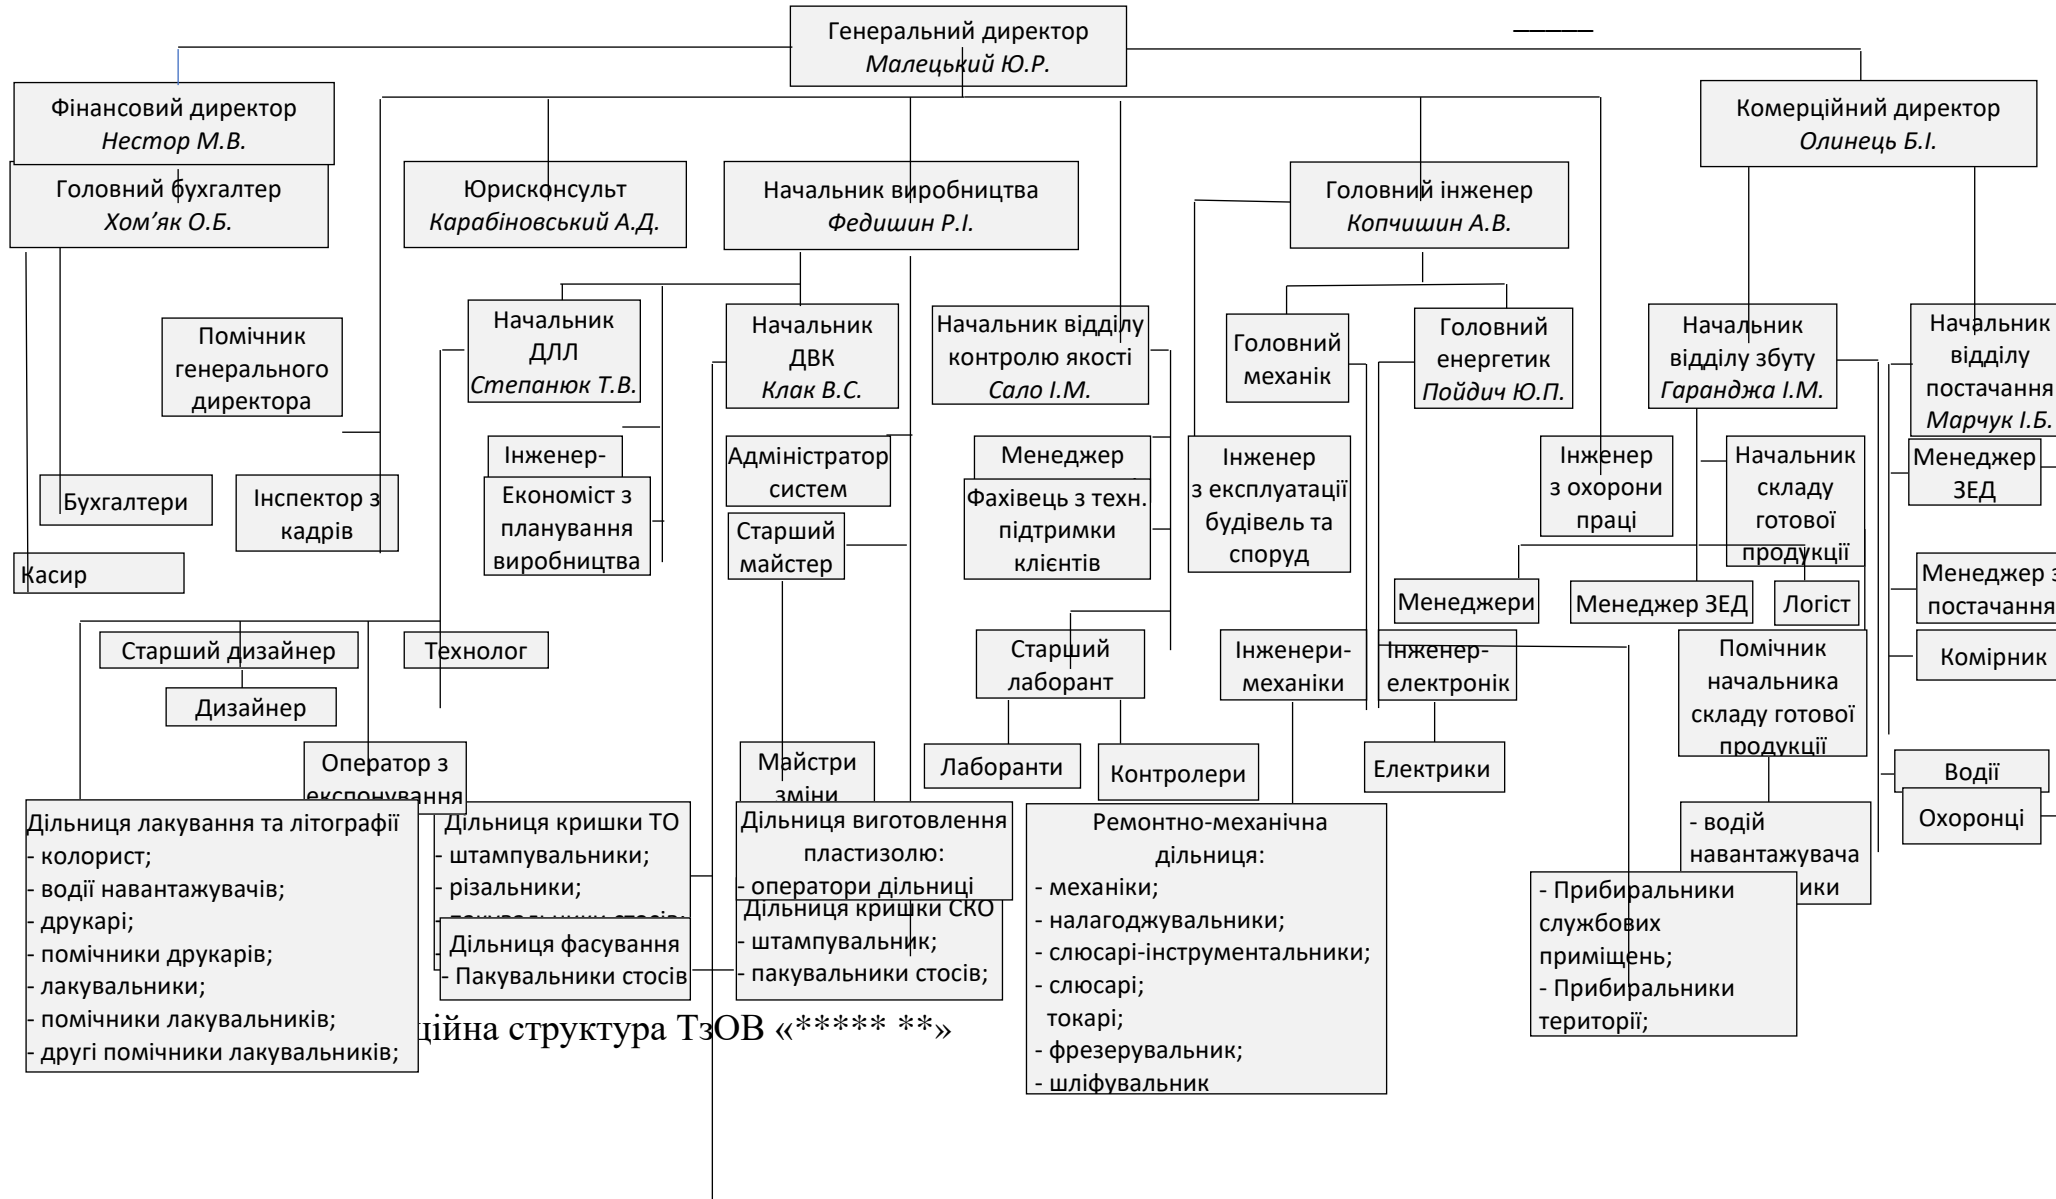 Генеральний директор
Малецький Ю.Р.
Фінансовий директор
Нестор М.В.
Комерційний директор
Олинець Б.І.
Головний бухгалтер
Хом’як О.Б.
Юрисконсульт
Карабіновський А.Д.
Начальник виробництва
Федишин Р.І.
Головний інженер
Копчишин А.В.
Помічник
генерального
директора
Начальник
ДЛЛ
Степанюк Т.В.
Начальник
ДВК
Клак В.С.
Начальник відділу
контролю якості
Сало І.М.
Головний
механік
Головний
енергетик
Пойдич Ю.П.
Начальник
відділу збуту
Гаранджа І.М.
Начальник
відділу
постачання
Марчук І.Б.
Бухгалтери
Інспектор з
кадрів
Касир
Інженер-
Економіст з
планування
виробництва
Адміністратор
систем
Старший
майстер
Менеджер
Фахівець з техн.
підтримки
клієнтів
Інженер
з експлуатації
будівель та
споруд
Інженер
з охорони
праці
Начальник
складу
готової
продукції
Менеджер
ЗЕД
Менеджери
Менеджер ЗЕД
Логіст
Менеджер з
постачання
Старший дизайнер
Технолог
Дизайнер
Старший
лаборант
Інженери-
механіки
Інженер-
електронік
Помічник
начальника
складу готової
продукції
Комірник
Оператор з
експонування
Майстри
зміни
Лаборанти
Контролери
Електрики
Водії
Охоронці
Дільниця лакування та літографії
- колорист;
- водії навантажувачів;
- друкарі;
- помічники друкарів;
- лакувальники;
- помічники лакувальників;
- другі помічники лакувальників;
Дільниця кришки ТО
- штампувальники;
- різальники;
- пакувальники стосів;
Дільниця фасування
- Пакувальники стосів
Дільниця виготовлення
пластизолю:
- оператори дільниці
Дільниця кришки СКО
- штампувальник;
- пакувальники стосів;
Ремонтно-механічна
дільниця:
- механіки;
- налагоджувальники;
- слюсарі-інструментальники;
- слюсарі;
токарі;
- фрезерувальник;
- шліфувальник
- водій
навантажувача
- Прибиральники
службових
приміщень;
- Прибиральники
території;
структура ТзОВ «***** **»